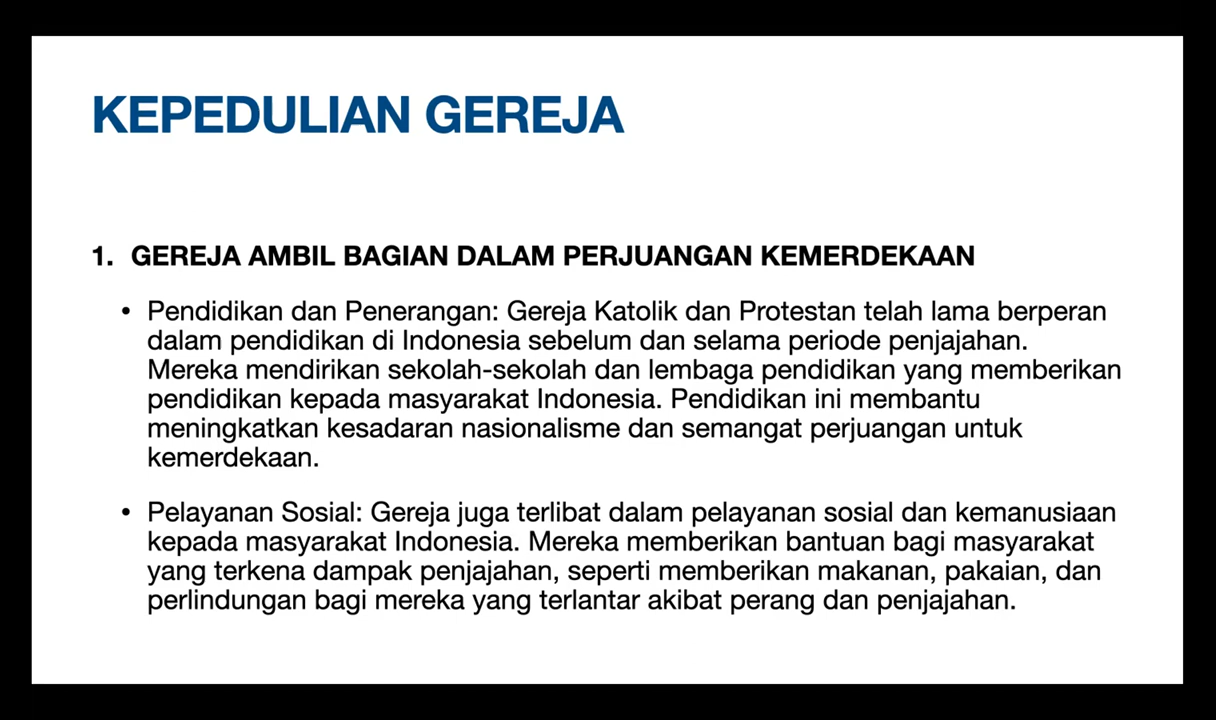 KEPEDULIAN GEREJA
1. GEREJA AMBIL BAGIAN DALAM PERJUANGAN KEMERDEKAAN
• Pendidikan dan Penerangan: Gereja Katolik dan Protestan telah lama berperan
dalam pendidikan di Indonesia sebelum dan selama periode penjajahan.
Mereka mendirikan sekolah-sekolah dan lembaga pendidikan yang memberikan
pendidikan kepada masyarakat Indonesia. Pendidikan ini membantu
meningkatkan kesadaran nasionalisme dan semangat perjuangan untuk
kemerdekaan.
• Pelayanan Sosial: Gereja juga terlibat dalam pelayanan sosial dan kemanusiaan
kepada masyarakat Indonesia. Mereka memberikan bantuan bagi masyarakat
yang terkena dampak penjajahan, seperti memberikan makanan, pakaian, dan
perlindungan bagi mereka yang terlantar akibat perang dan penjajahan.